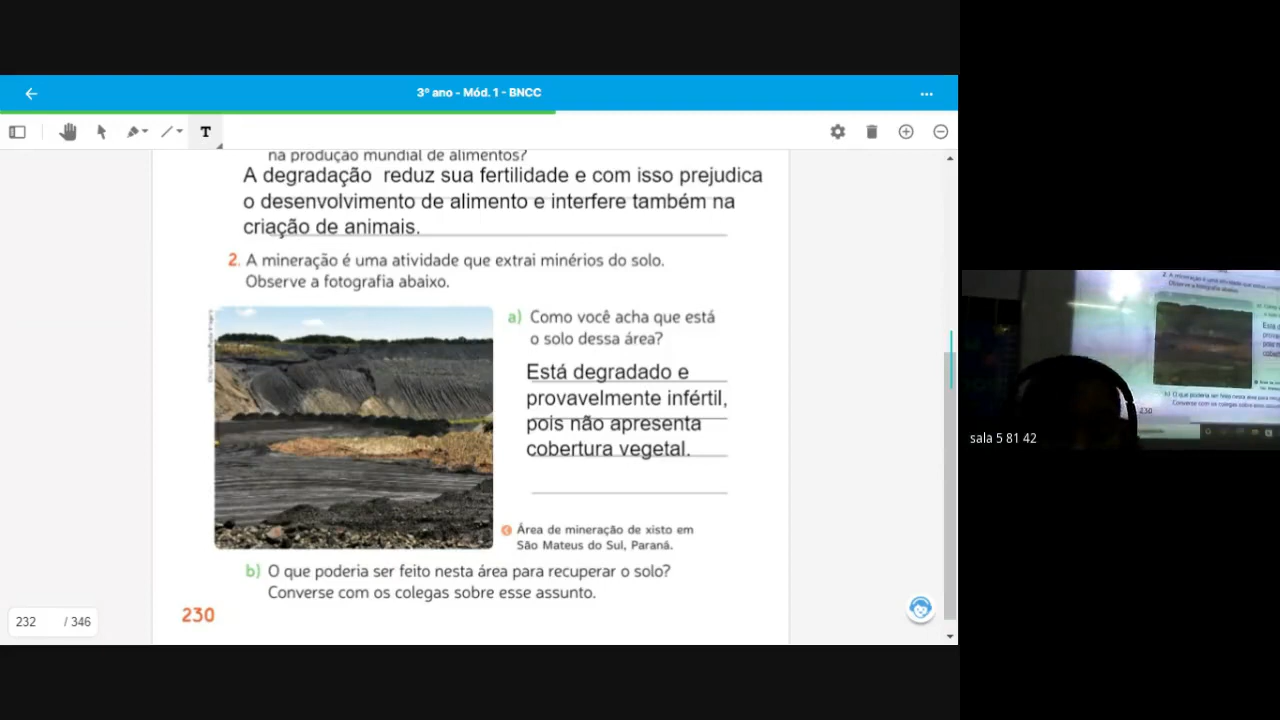 3º ano - Mód. 1 - BNCC
T
na produção mundial de alimentos?
A degradação reduz sua fertilidade e com isso prejudica
o desenvolvimento de alimento e interfere também na
criação de animais.
2. A mineração é uma atividade que extrai minérios do solo.
Observe a fotografia abaixo.
a) Como você acha que está
o solo dessa área?
Está degradado e
provavelmente infértil,
pois não apresenta
cobertura vegetal.
Área de mineração de xisto em
São Mateus do Sul, Paraná.
b) O que poderia ser feito nesta área para recuperar o solo?
Converse com os colegas sobre esse assunto.
230
232 / 346
sala 5 81 42
230